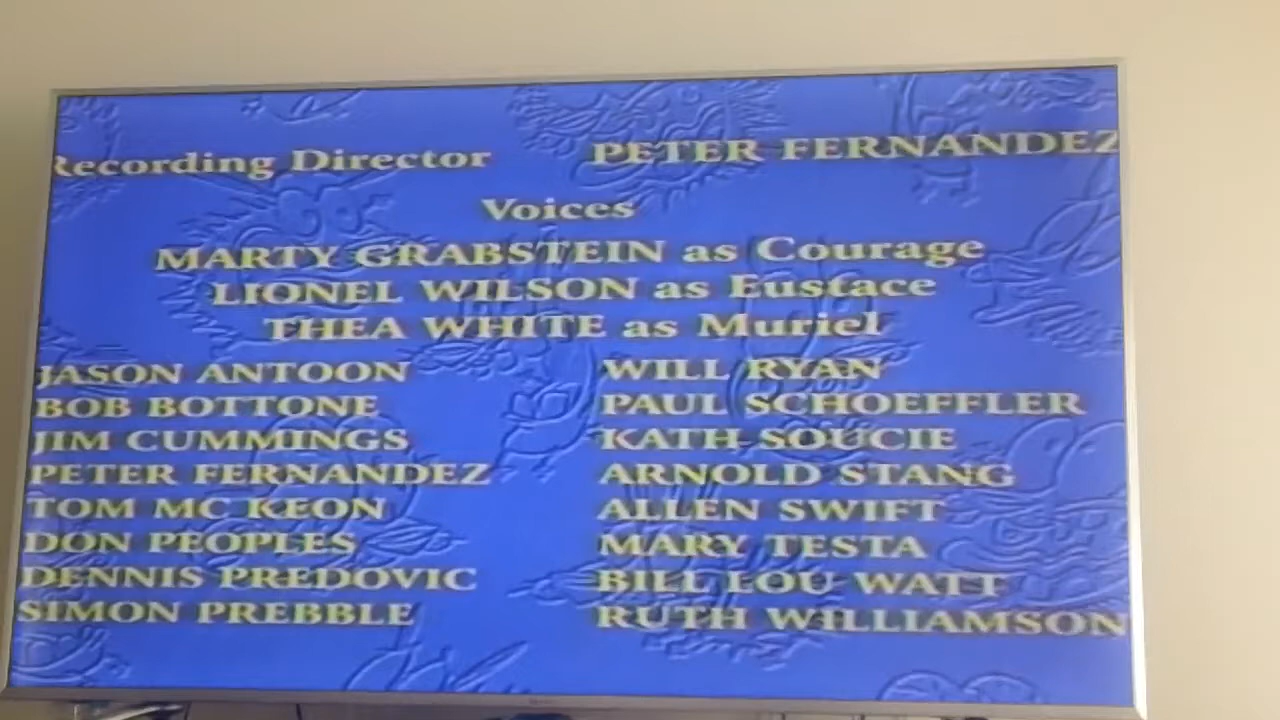 Recording Director PETER FERNANDEZ
Voices
MARTY GRABSTEIN as Courage
LIONEL WILSON as Eustace
THEA WHITE as Muriel
JASON ANTOON WILL RYAN
BOB BOTTONE PAUL SCHOEFFLER
JIM CUMMINGS KATH SOUCIE
PETER FERNANDEZ ARNOLD STANG
TOM MC KEON ALLEN SWIFT
DON PEOPLES MARY TESTA
DENNIS PREDOVIC BILL LOU WATT
SIMON PREBBLE RUTH WILLIAMSON